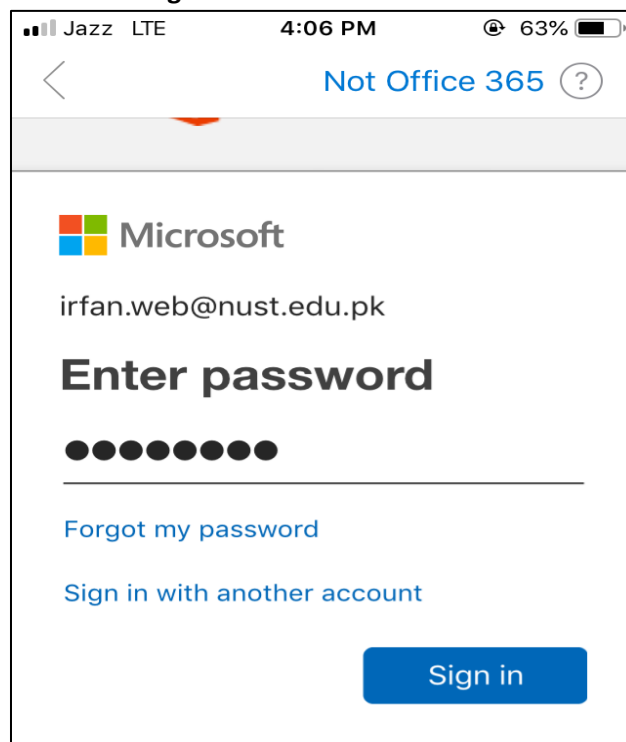 Jazz LTE 4:06 PM 63%
Not Office 365 ?
Microsoft
irfan.web@nust.edu.pk
Enter password
Forgot my password
Sign in with another account
Sign in